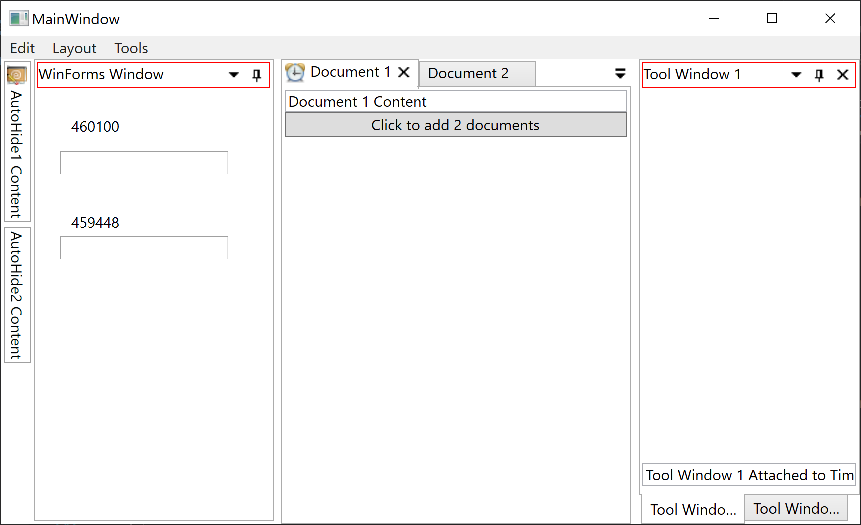 MainWindow
Edit Layout Tools
AutoHide1 Content
AutoHide2 Content
WinForms Window
460100
459448
Document 1
Document 2
Document 1 Content
Click to add 2 documents
Tool Window 1
Tool Window 1 Attached to Tim
Tool Windo...
Tool Windo...